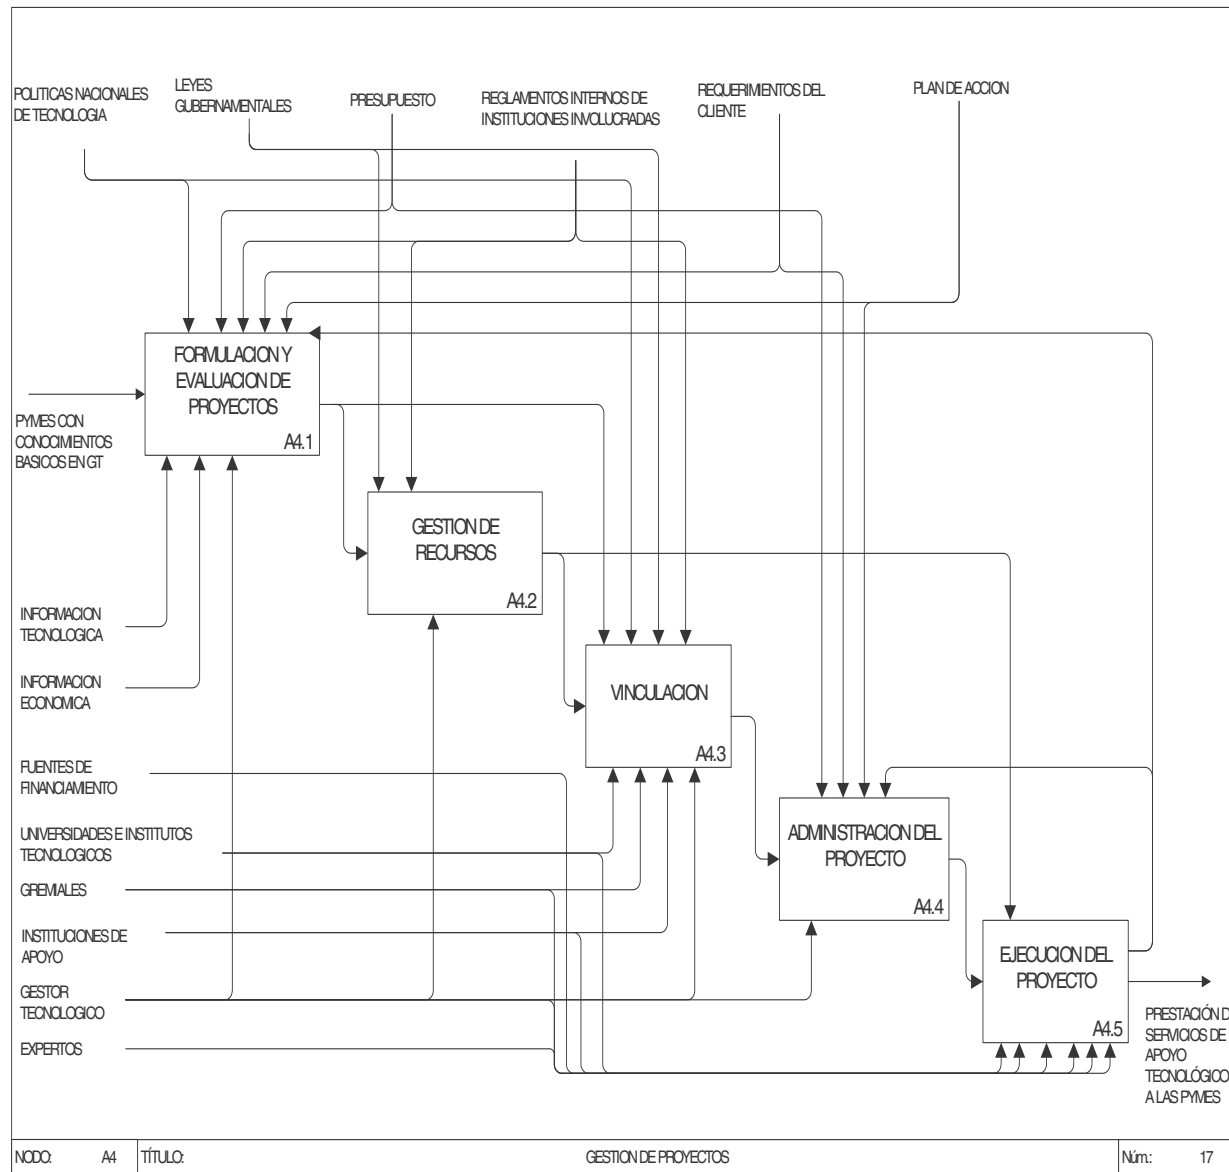 POLITICAS NACIONALES
DE TECNOLOGIA
LEYES
GUBERNAMENTALES
PRESUPUESTO
REGLAMENTOS INTERNOS DE
INSTITUCIONES INVOLUCRADAS
REQUERIMIENTOS DEL
CLIENTE
PLAN DE ACCION
FORMULACION Y
EVALUACION DE
PROYECTOS
A4.1
PYMES CON
CONOCIMIENTOS
BASICOS EN GT
GESTION DE
RECURSOS
A4.2
INFORMACION
TECNOLOGICA
INFORMACION
ECONOMICA
VINCULACION
A4.3
FUENTES DE
FINANCIAMIENTO
UNIVERSIDADES E INSTITUTOS
TECNOLOGICOS
GREMIALES
INSTITUCIONES DE
APOYO
GESTOR
TECNOLOGICO
EXPERTOS
ADMINISTRACION DEL
PROYECTO
A4.4
EJECUCION DEL
PROYECTO
A4.5
PRESTACIÓN D
SERVICIOS DE
APOYO
TECNOLÓGICO
A LAS PYMES
NODO: A4 TÍTULO: GESTION DE PROYECTOS Núm.: 17